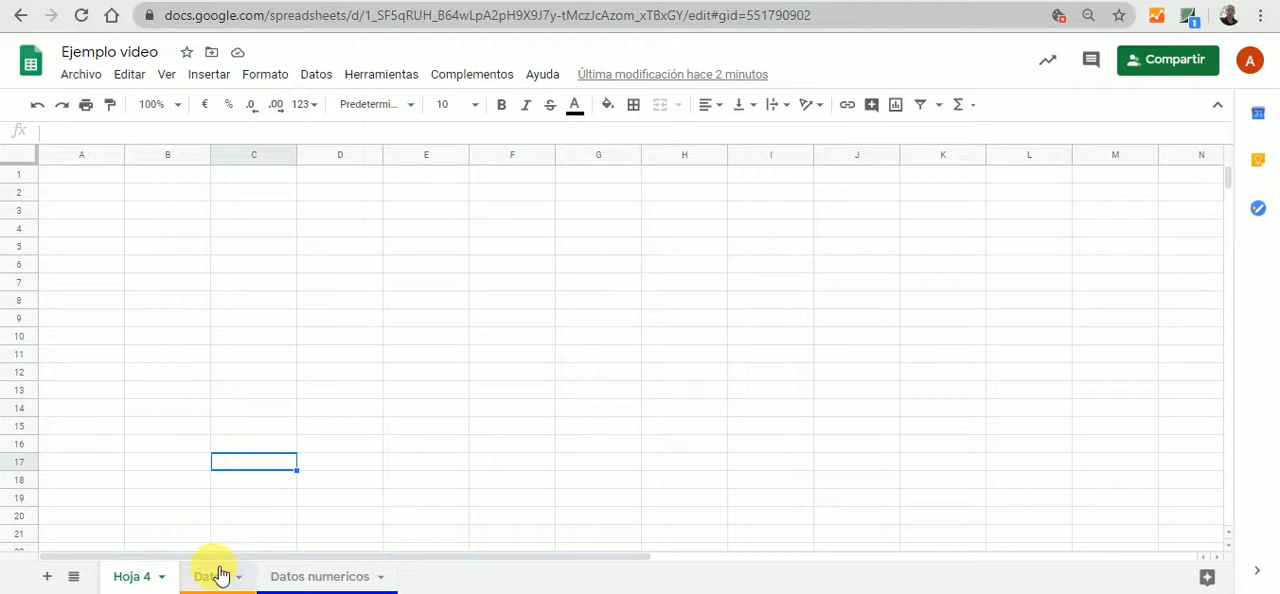 docs.google.com/spreadsheets/d/1_SF5qRUH_B64wLpA2pH9X9J7y-tMczJcAzom_xTBxGY/edit#gid=551790902
1
Ejemplo video
Archivo Editar Ver Insertar Formato Datos Herramientas Complementos Ayuda Última modificación hace 2 minutos
Compartir
A
100% € % .0 .00 123 Predetermi... 10 B I S A Σ
31
fx
A B C D E F G H I J K L M N
1
2
3
4
5
6
7
8
9
10
11
12
13
14
15
16
17
18
19
20
21
Hoja 4 Datos numericos